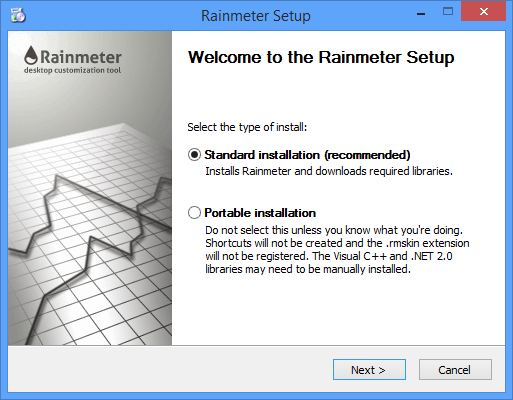 Rainmeter Setup
Rainmeter
desktop customization tool
Welcome to the Rainmeter Setup
Select the type of install:
Standard installation (recommended)
Installs Rainmeter and downloads required libraries.
Portable installation
Do not select this unless you know what you're doing.
Shortcuts will not be created and the .rmskin extension
will not be registered. The Visual C++ and .NET 2.0
libraries may need to be manually installed.
Next >
Cancel